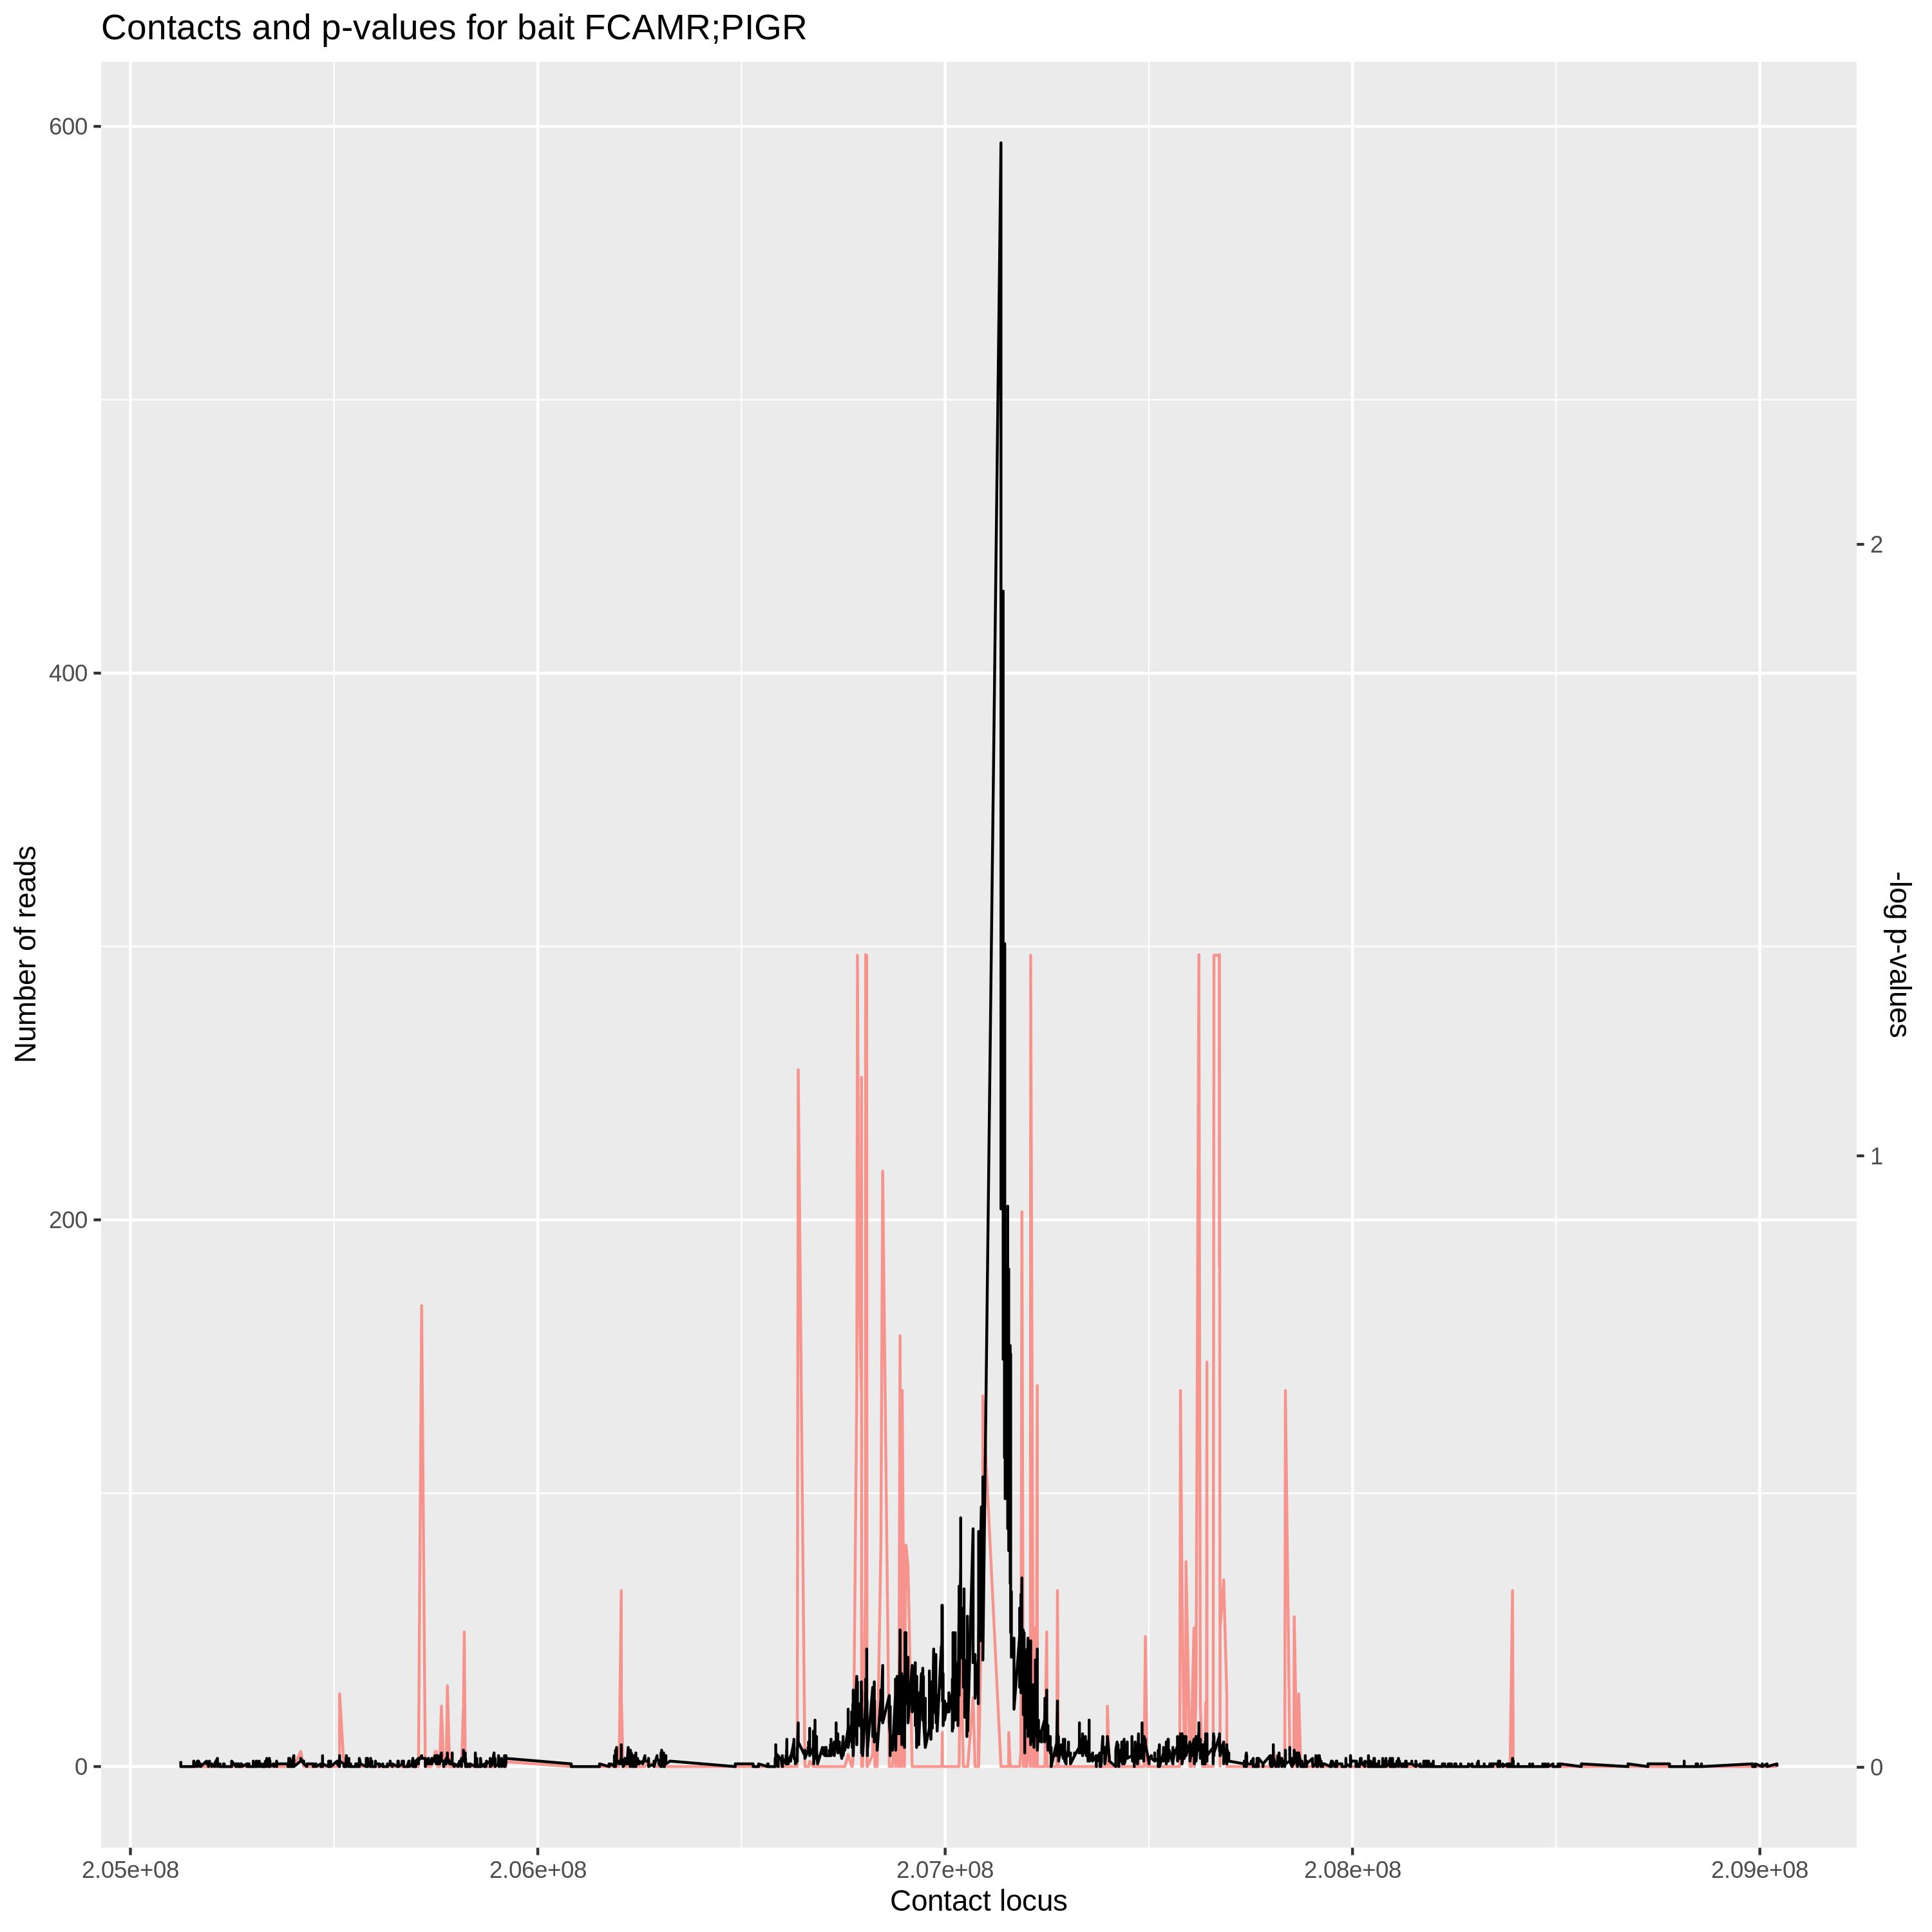 Contacts and p-values for bait FCAMR;PIGR
600
400
200
0
Number of reads
2
1
0
-log p-values
2.05e+08 2.06e+08 2.07e+08 2.08e+08 2.09e+08
Contact locus